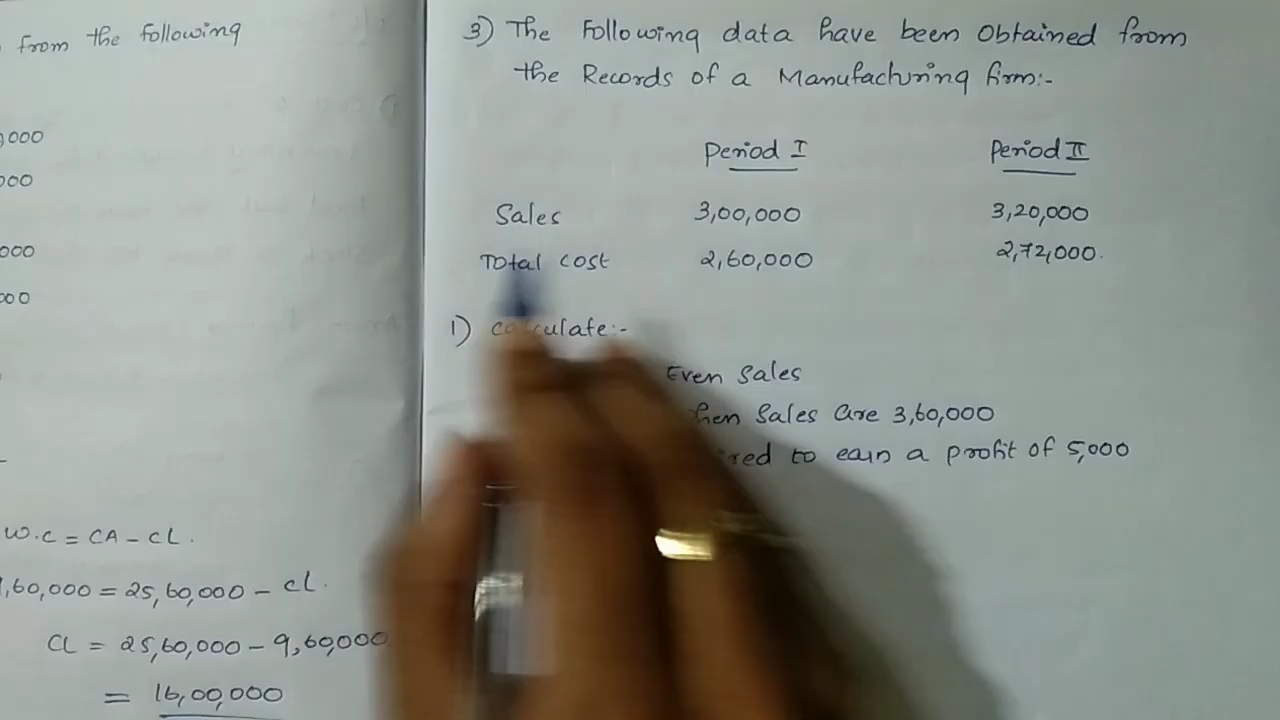 from the following
,000
000
000
000
W.C = CA - CL.
,60,000 = 25,60,000 - CL.
CL = 25,60,000 - 9,60,000
= 16,00,000
3) The Following data have been Obtained from
the Records of a Manufacturing firm:-
Period I Period II
Sales 3,00,000 3,20,000
Total cost 2,60,000 2,72,000.
1) Calculate:-
Even Sales
hen Sales are 3,60,000
red to earn a profit of 5,000